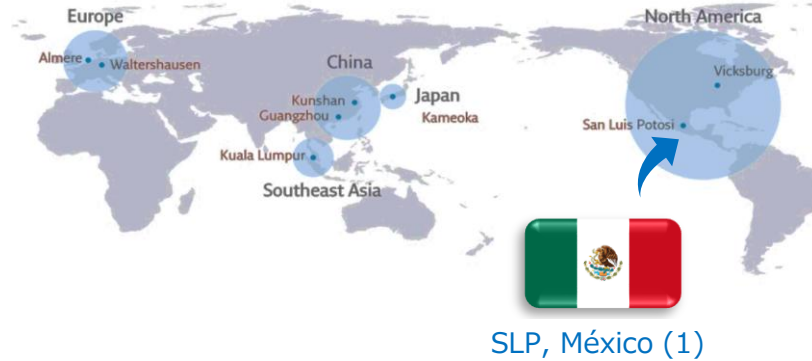 Europe
North America
Almere
Waltershausen
China
Vicksburg
Kunshan
Japan
Guangzhou
Kameoka
San Luis Potosi
Kuala Lumpur
Southeast Asia
SLP, México (1)